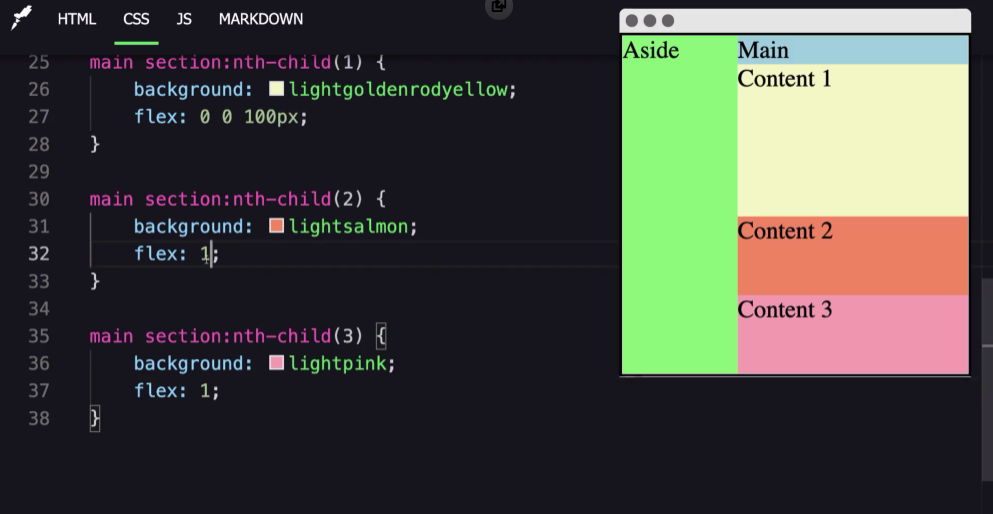 HTML CSS JS MARKDOWN
25 main section:nth-child(1) {
26 background: lightgoldenrodyellow;
27 flex: 0 0 100px;
28 }
29
30 main section:nth-child(2) {
31 background: lightsalmon;
32 flex: 1;
33 }
34
35 main section:nth-child(3) {
36 background: lightpink;
37 flex: 1;
38 }
Aside
Main
Content 1
Content 2
Content 3